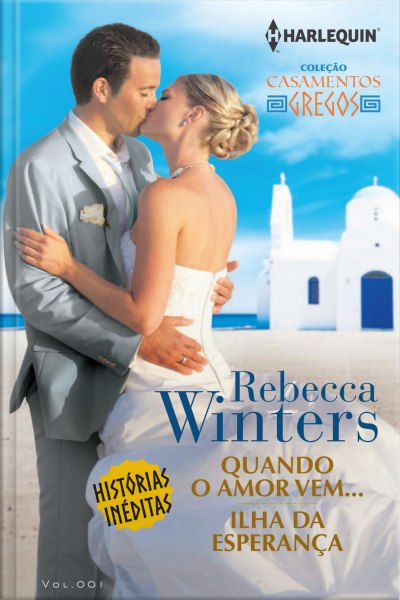 HARLEQUIN
COLEÇÃO
CASAMENTOS
GREGOS
Rebecca
Winters
QUANDO
O AMOR VEM...
ILHA DA
ESPERANÇA
HISTÓRIAS
INÉDITAS
VOL.001